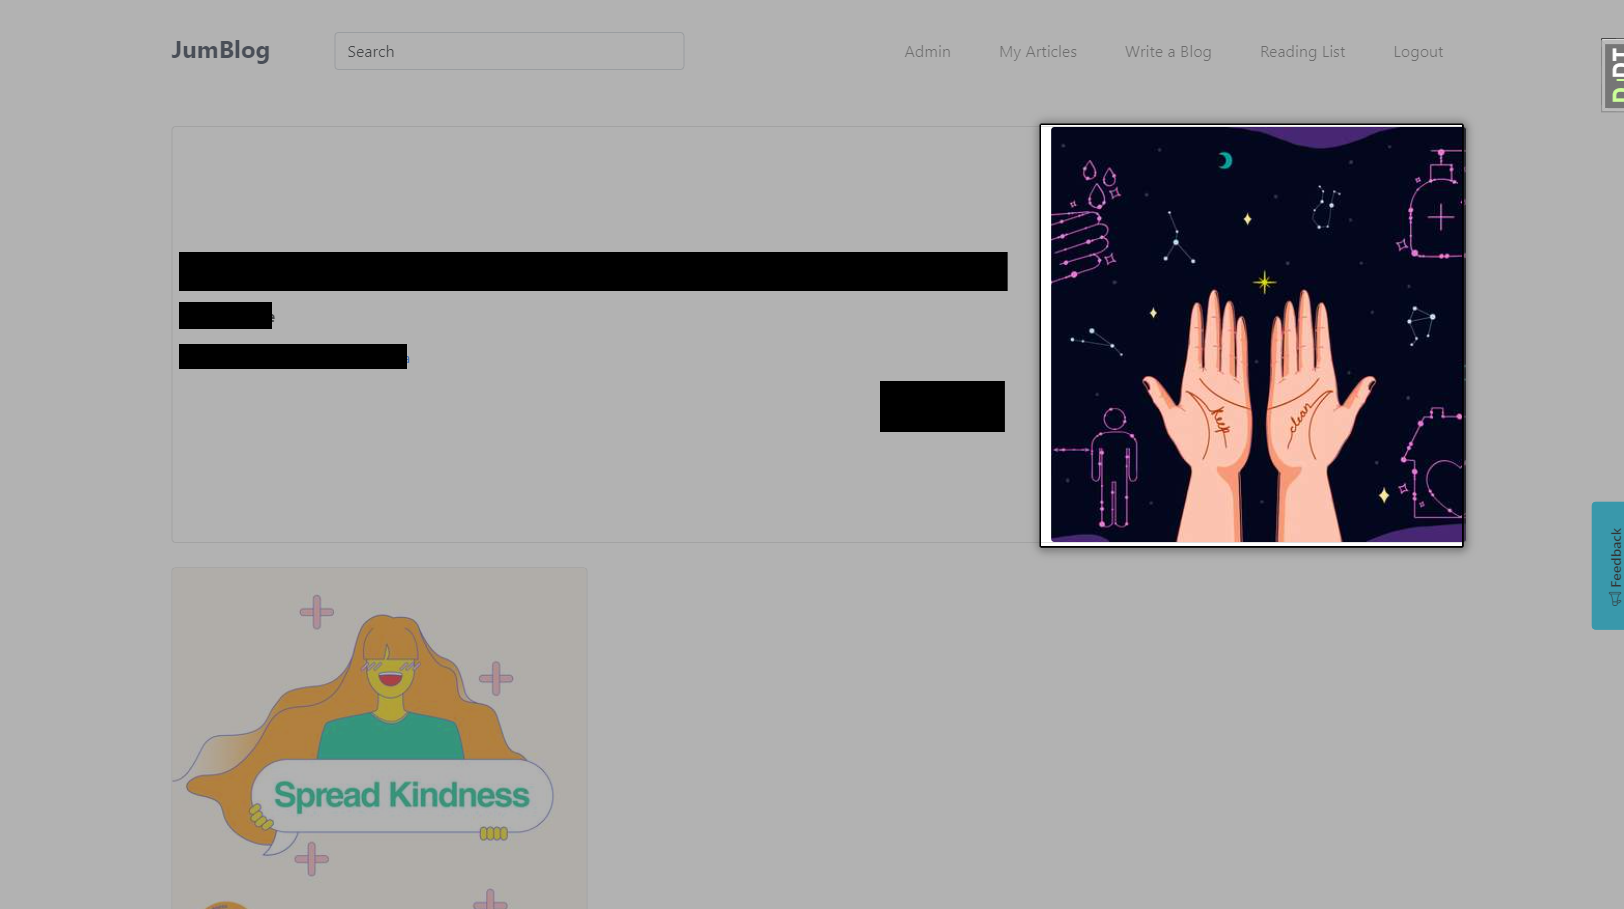 JumBlog
Search
Admin
My Articles
Write a Blog
Reading List
Logout
keep
clean
Feedback
Spread Kindness